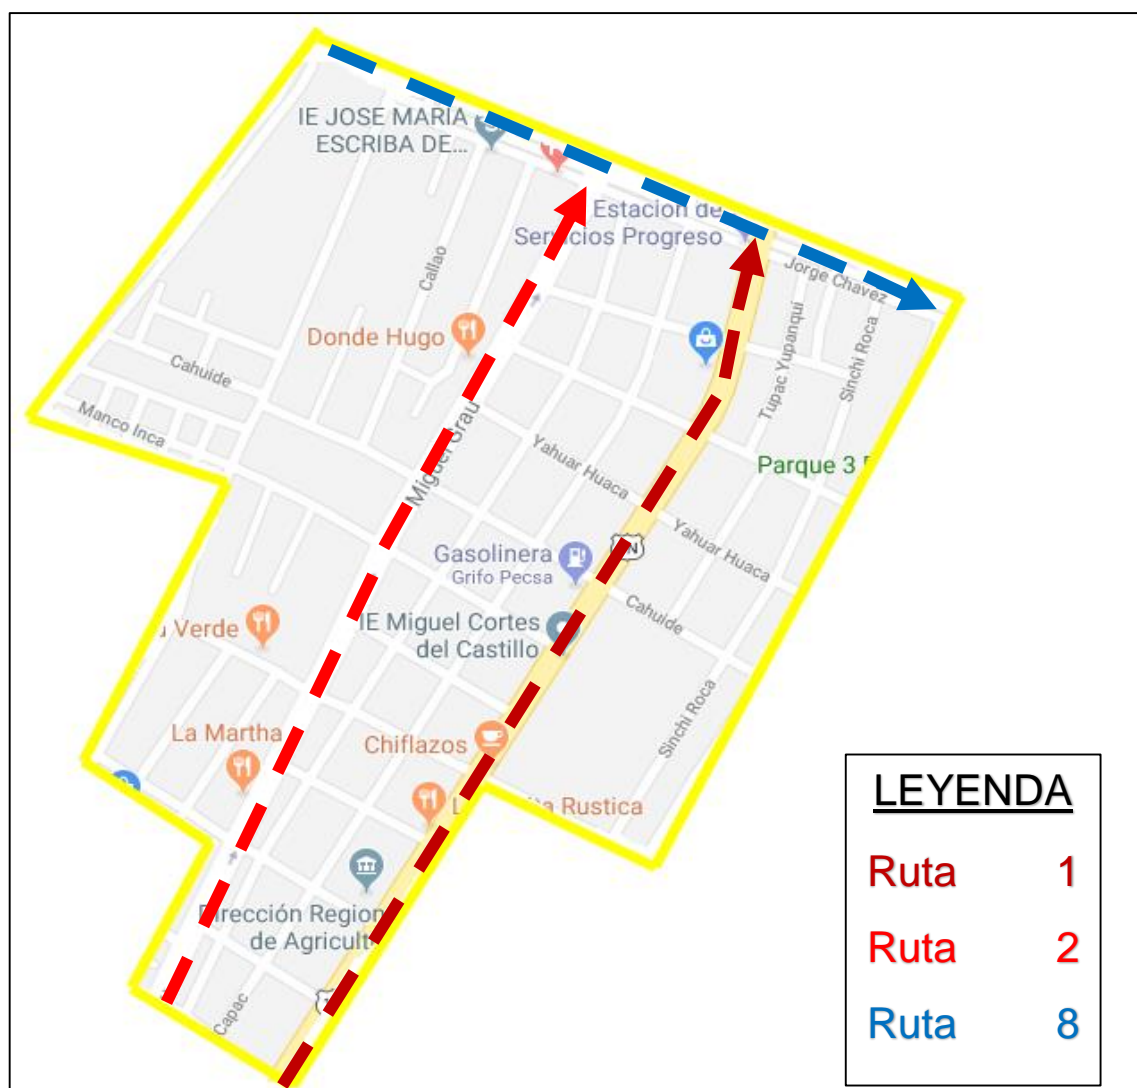 IE JOSE MARIA
ESCRIBA DE...
Estacion de
Servicios Progreso
Jorge Chavez
Callao
Donde Hugo
Tupac Yupanqui
Sinchi Roca
Cahuide
Manco Inca
Miguel Grau
Yahuar Huaca
Parque 3
Yahuar Huaca
Gasolinera
Grifo Pecsa
Cahuide
IE Miguel Cortes
del Castillo
Verde
Sinchi Roca
La Martha
Chiflazos
Rustica
Dirección
de
Capac
LEYENDA
Ruta 1
Ruta 2
Ruta 8